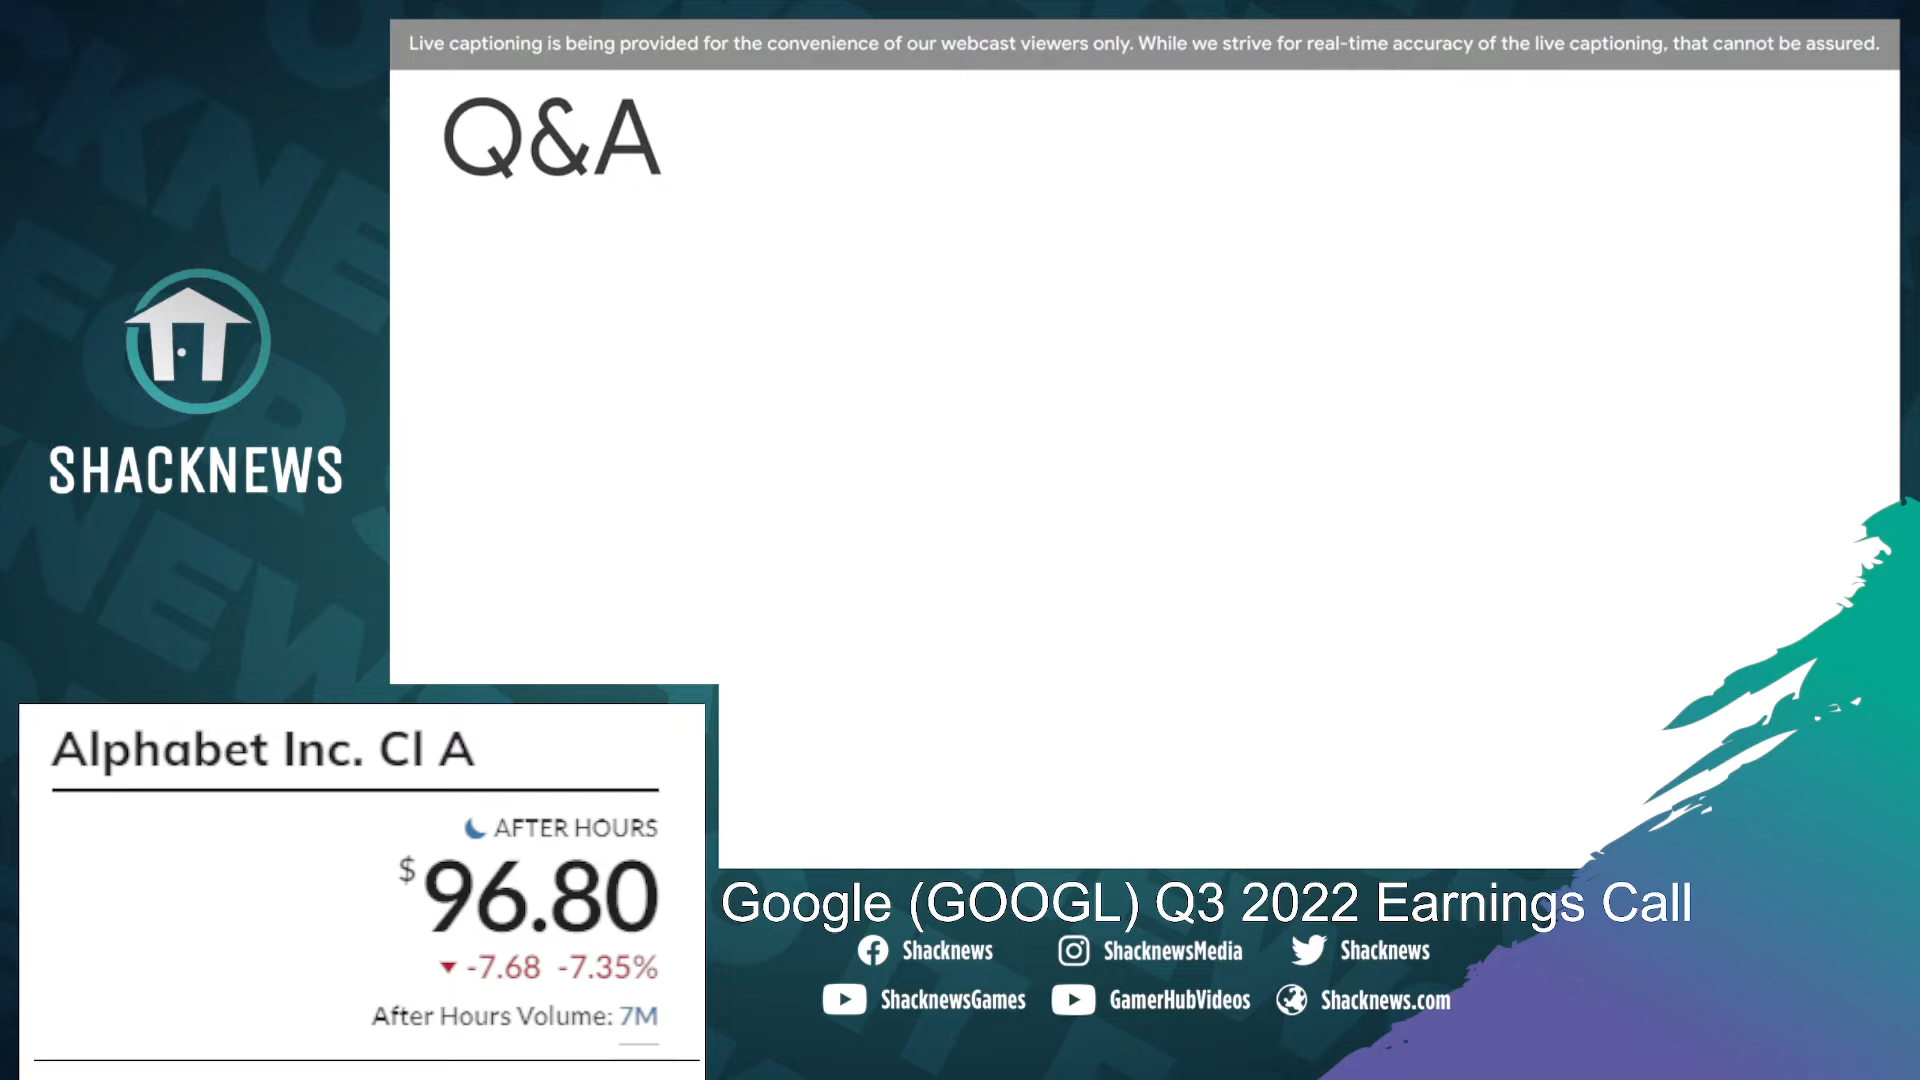 Live captioning is being provided for the convenience of our webcast viewers only. While we strive for real-time accuracy of the live captioning, that cannot be assured.
Q&A
SHACKNEWS
Alphabet Inc. Cl A
AFTER HOURS
$96.80
-7.68 -7.35%
After Hours Volume: 7M
Google (GOOGL) Q3 2022 Earnings Call
Shacknews ShacknewsMedia Shacknews
ShacknewsGames GamerHubVideos Shacknews.com